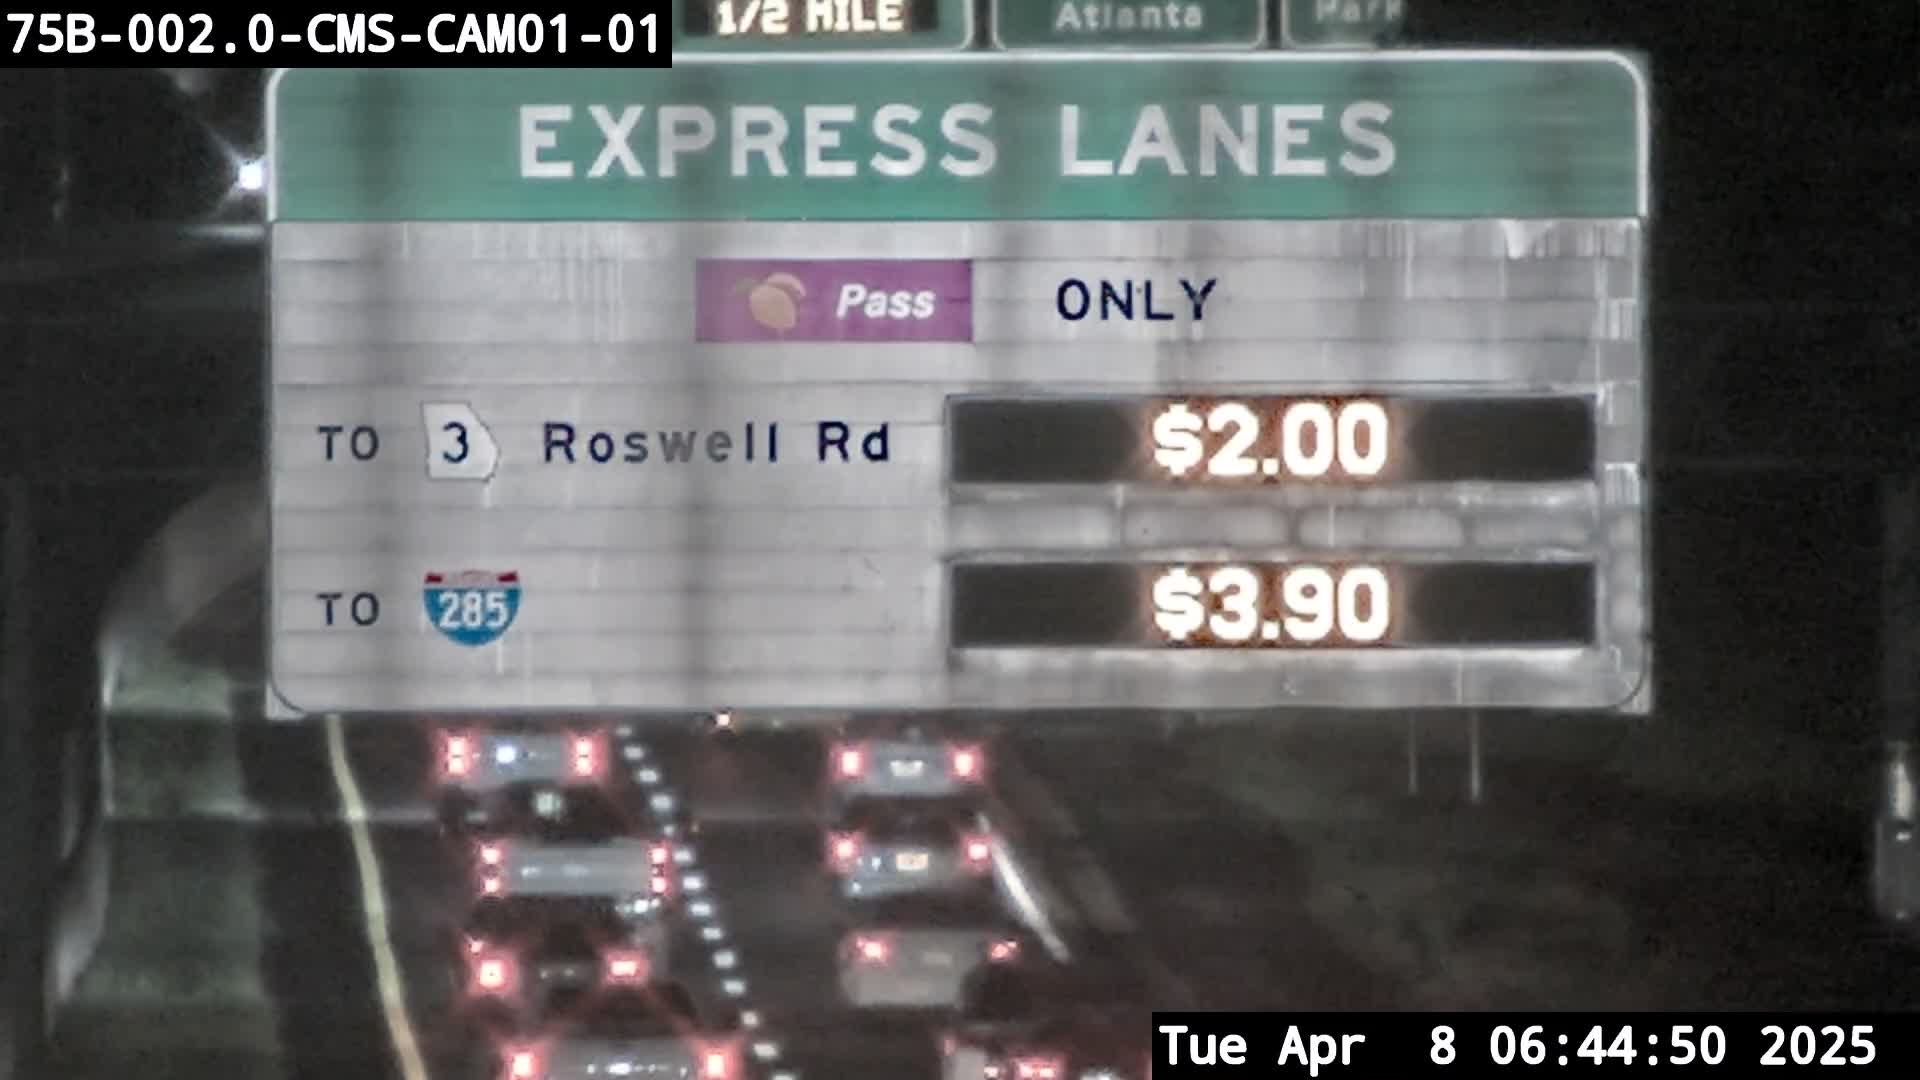 75B-002.0-CMS-CAM01-01
1/2 MILE
Atlanta
Park
EXPRESS LANES
Pass ONLY
TO 3 Roswell Rd $2.00
TO 285 $3.90
Tue Apr 8 06:44:50 2025